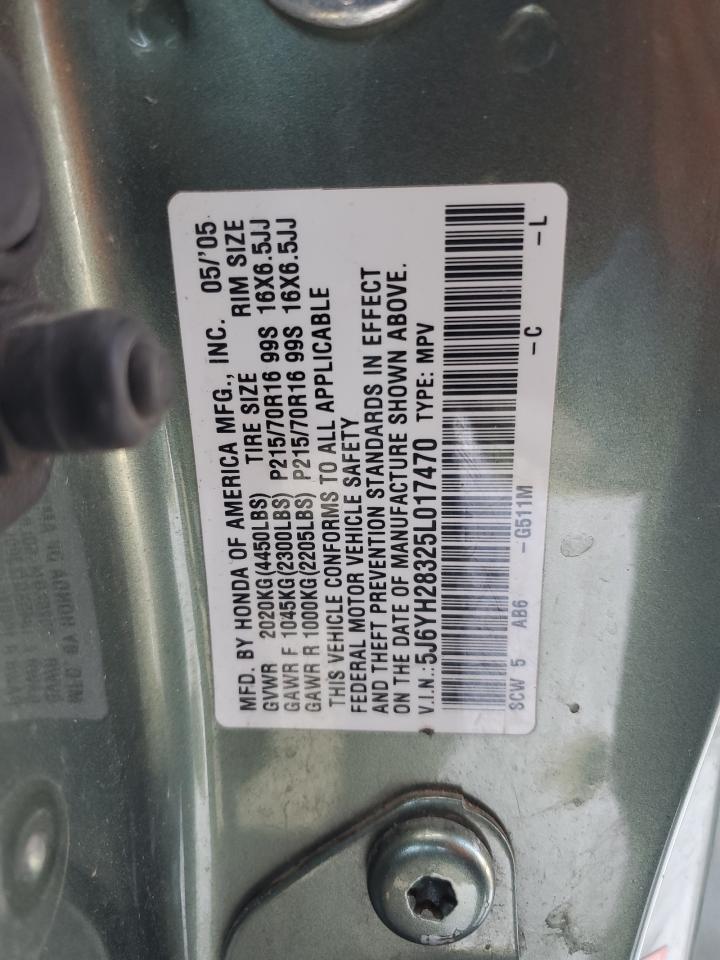 MFD. BY HONDA OF AMERICA MFG., INC. 05/'05
GVWR 2020KG(4450LBS) TIRE SIZE RIM SIZE
GAWR F 1045KG(2300LBS) P215/70R16 99S 16X6.5JJ
GAWR R 1000KG(2205LBS) P215/70R16 99S 16X6.5JJ
THIS VEHICLE CONFORMS TO ALL APPLICABLE
FEDERAL MOTOR VEHICLE SAFETY
AND THEFT PREVENTION STANDARDS IN EFFECT
ON THE DATE OF MANUFACTURE SHOWN ABOVE.
V.I.N.:5J6YH28325L017470 TYPE: MPV
SCW 5 AB6 -G511M -C -L